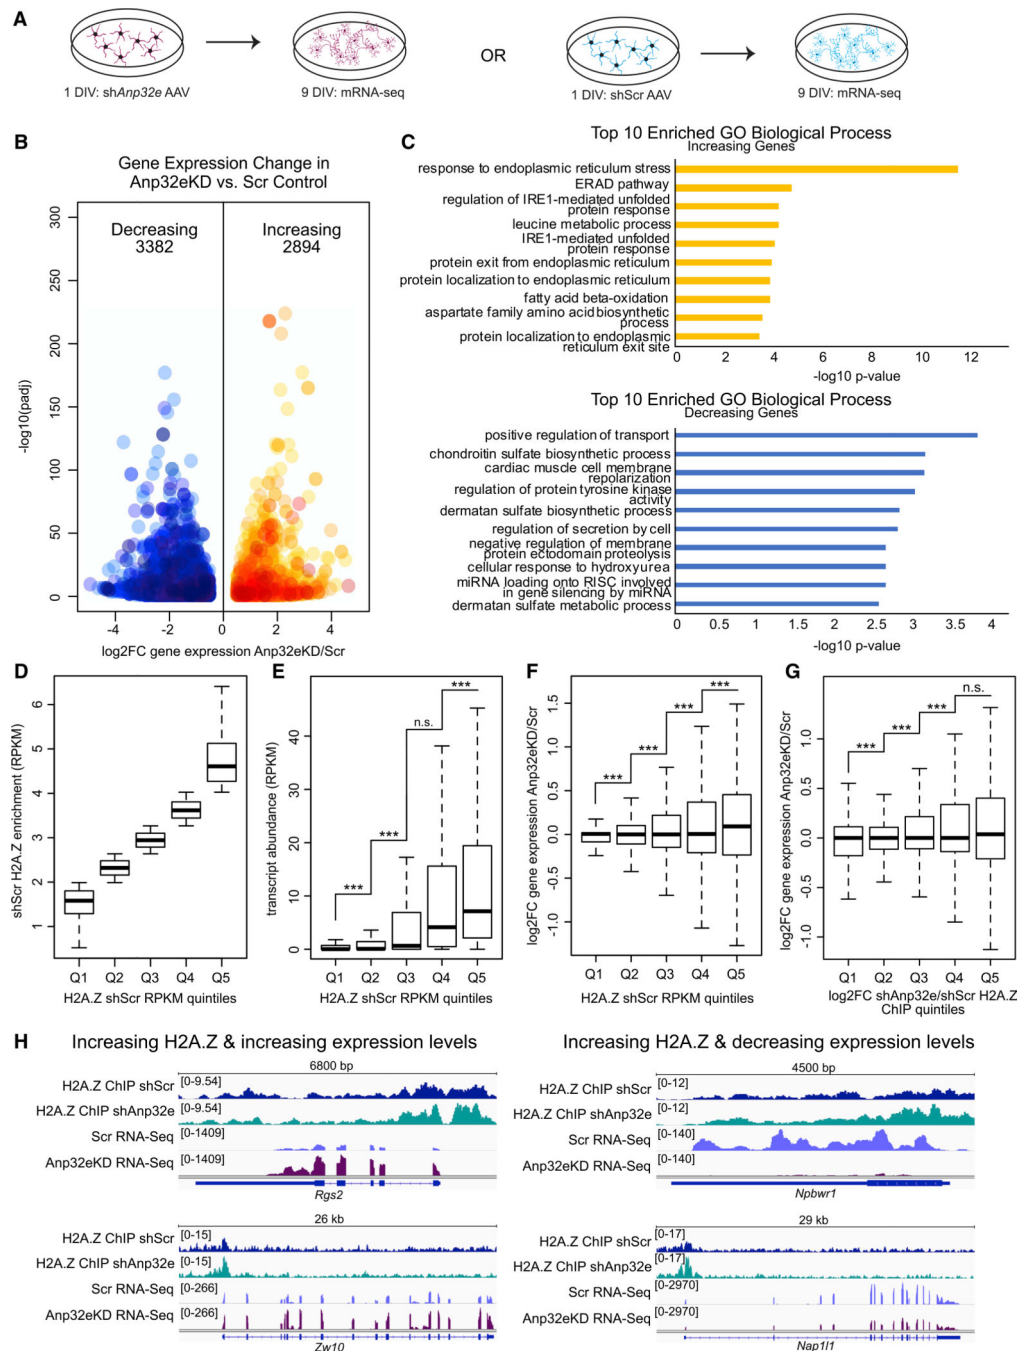 A
OR
1 DIV: shAnp32e AAV
9 DIV: mRNA-seq
1 DIV: shScr AAV
9 DIV: mRNA-seq
B
Gene Expression Change in
Anp32eKD vs. Scr Control
Decreasing
3382
Increasing
2894
300
250
200
150
100
50
0
-log10(padj)
-4
-2
0
2
4
log2FC gene expression Anp32eKD/Scr
C
Top 10 Enriched GO Biological Process
Increasing Genes
response to endoplasmic reticulum stress
ERAD pathway
regulation of IRE1-mediated unfolded
protein response
leucine metabolic process
IRE1-mediated unfolded
protein response
protein exit from endoplasmic reticulum
protein localization to endoplasmic reticulum
fatty acid beta-oxidation
aspartate family amino acid biosynthetic
process
protein localization to endoplasmic
reticulum exit site
0 2 4 6 8 10 12
-log10 p-value
Top 10 Enriched GO Biological Process
Decreasing Genes
positive regulation of transport
chondroitin sulfate biosynthetic process
cardiac muscle cell membrane
repolarization
regulation of protein tyrosine kinase
activity
dermatan sulfate biosynthetic process
regulation of secretion by cell
negative regulation of membrane
protein ectodomain proteolysis
cellular response to hydroxyurea
miRNA loading onto RISC involved
in gene silencing by miRNA
dermatan sulfate metabolic process
0 0.5 1 1.5 2 2.5 3 3.5 4
-log10 p-value
D
shScr H2A.Z enrichment (RPKM)
6
5
4
3
2
1
Q1 Q2 Q3 Q4 Q5
H2A.Z shScr RPKM quintiles
E
transcript abundance (RPKM)
40
30
20
10
0
***
***
n.s.
***
Q1 Q2 Q3 Q4 Q5
H2A.Z shScr RPKM quintiles
F
log2FC gene expression Anp32eKD/Scr
1.5
1.0
0.5
0.0
-0.5
-1.0
***
***
***
***
Q1 Q2 Q3 Q4 Q5
H2A.Z shScr RPKM quintiles
G
log2FC gene expression Anp32eKD/Scr
1.0
0.5
0.0
-0.5
-1.0
***
***
***
n.s.
Q1 Q2 Q3 Q4 Q5
log2FC shAnp32e/shScr H2A.Z
ChIP quintiles
H
Increasing H2A.Z & increasing expression levels
6800 bp
H2A.Z ChIP shScr [0-9.54]
H2A.Z ChIP shAnp32e [0-9.54]
Scr RNA-Seq [0-1409]
Anp32eKD RNA-Seq [0-1409]
Rgs2
26 kb
H2A.Z ChIP shScr [0-15]
H2A.Z ChIP shAnp32e [0-15]
Scr RNA-Seq [0-266]
Anp32eKD RNA-Seq [0-266]
Zw10
Increasing H2A.Z & decreasing expression levels
4500 bp
H2A.Z ChIP shScr [0-12]
H2A.Z ChIP shAnp32e [0-12]
Scr RNA-Seq [0-140]
Anp32eKD RNA-Seq [0-140]
Npbwr1
29 kb
H2A.Z ChIP shScr [0-17]
H2A.Z ChIP shAnp32e [0-17]
Scr RNA-Seq [0-2970]
Anp32eKD RNA-Seq [0-2970]
Nap1l1